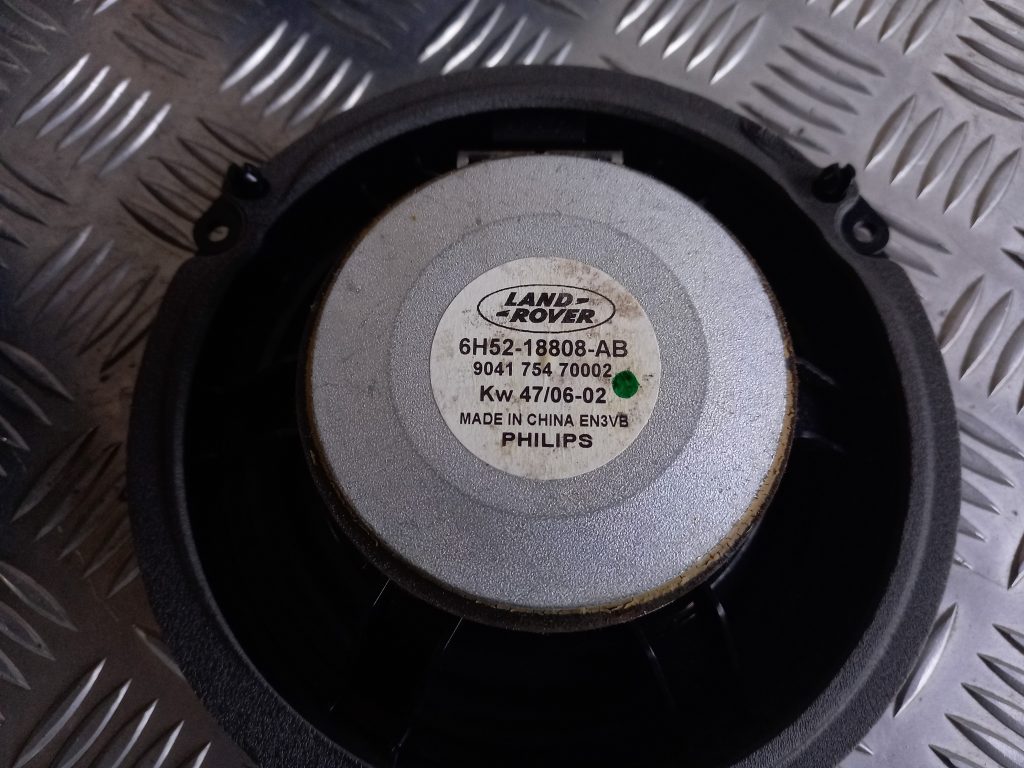 LAND-
-ROVER
6H52-18808-AB
9041 754 70002
Kw 47/06-02
MADE IN CHINA EN3VB
PHILIPS